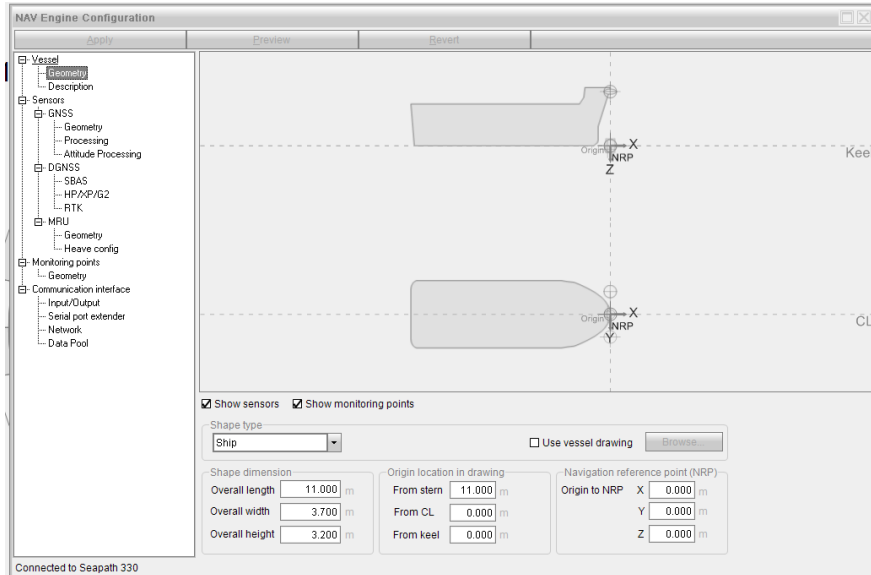 NAV Engine Configuration
Apply Preview Revert
Vessel
Geometry
Description
Sensors
GNSS
Geometry
Processing
Attitude Processing
DGNSS
SBAS
HP/XP/G2
RTK
MRU
Geometry
Heave config
Monitoring points
Geometry
Communication interface
Input/Output
Serial port extender
Network
Data Pool
Origin X
NRP
Z
Kee
Origin X
NRP
Y
CL
Show sensors Show monitoring points
Shape type
Ship Use vessel drawing Browse...
Shape dimension Origin location in drawing Navigation reference point (NRP)
Overall length 11.000 m From stern 11.000 m Origin to NRP X 0.000 m
Overall width 3.700 m From CL 0.000 m Y 0.000 m
Overall height 3.200 m From keel 0.000 m Z 0.000 m
Connected to Seapath 330